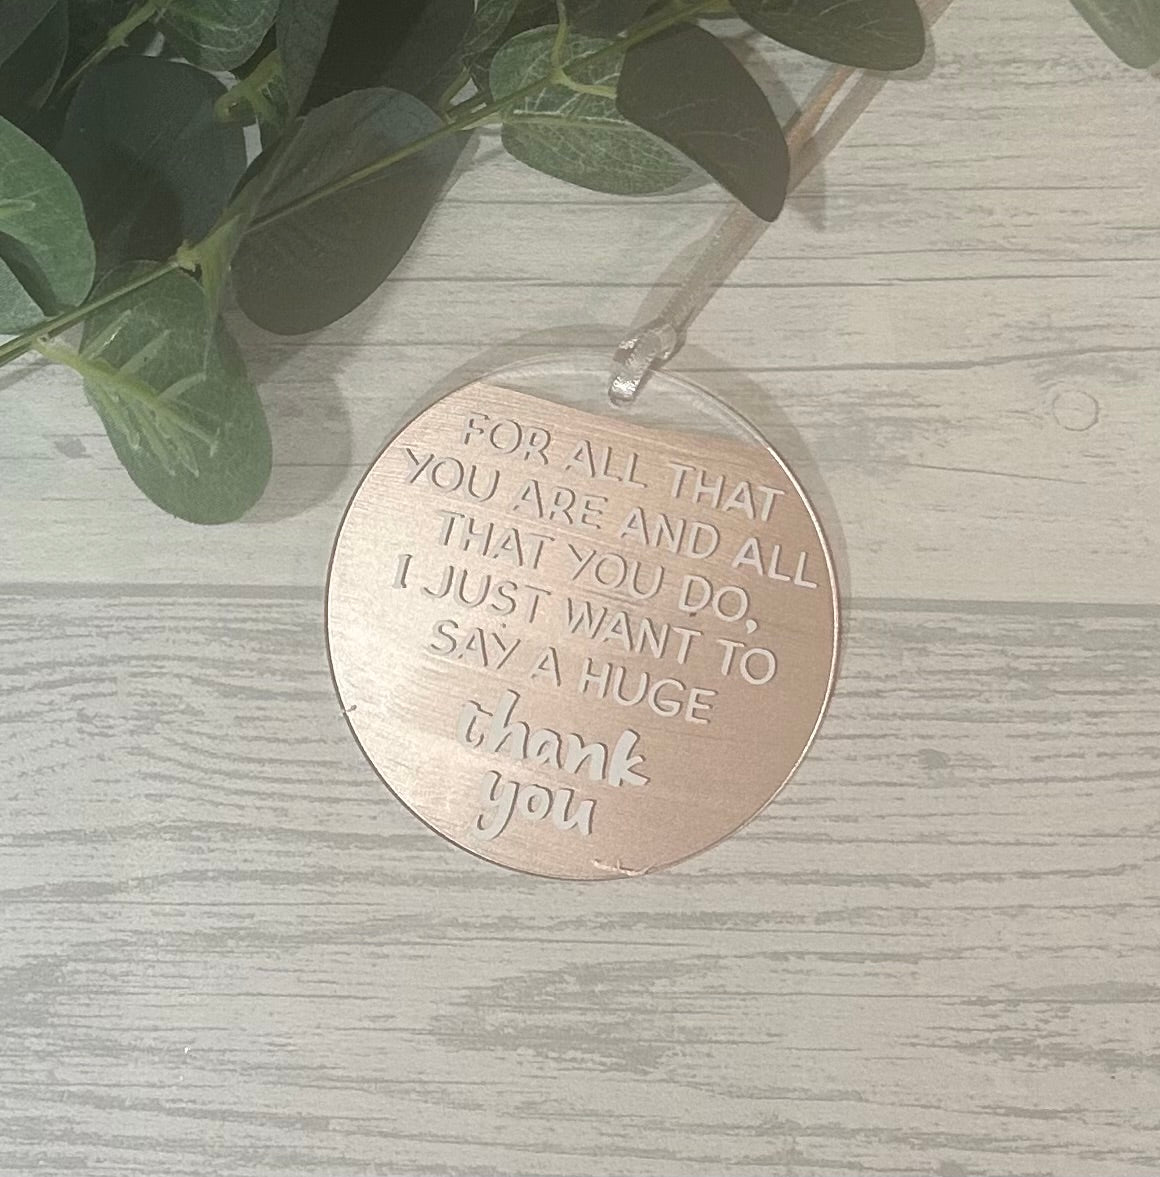 FOR ALL THAT
YOU ARE AND ALL
THAT YOU DO,
I JUST WANT TO
SAY A HUGE
thank
you